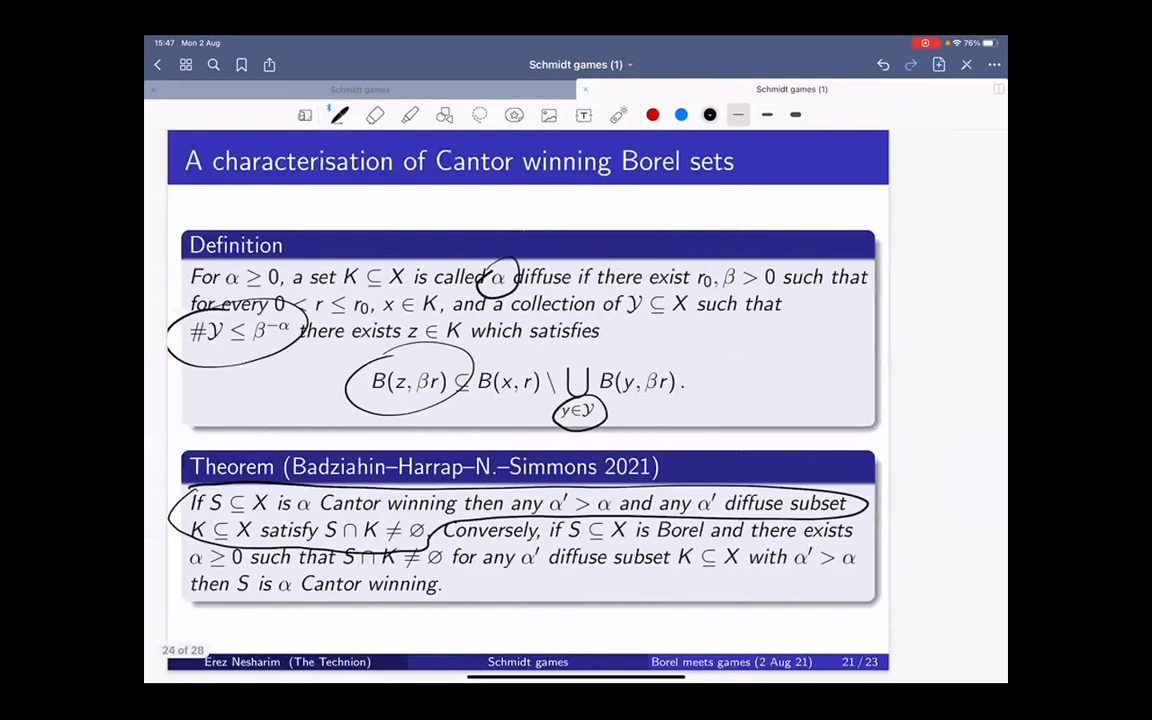 15:47 Mon 2 Aug
76%
Schmidt games (1)
Schmidt games
Schmidt games (1)
A characterisation of Cantor winning Borel sets
Definition
For α ≥ 0, a set K ⊆ X is called α diffuse if there exist r₀, β > 0 such that
for every 0 < r ≤ r₀, x ∈ K, and a collection of 𝒴 ⊆ X such that
#𝒴 ≤ β^{-α} there exists z ∈ K which satisfies
B(z, βr) ⊆ B(x, r) \ ⋃_{y∈𝒴} B(y, βr).
Theorem (Badziahin–Harrap–N.–Simmons 2021)
If S ⊆ X is α Cantor winning then any α′ > α and any α′ diffuse subset
K ⊆ X satisfy S ∩ K ≠ ∅. Conversely, if S ⊆ X is Borel and there exists
α ≥ 0 such that S ∩ K ≠ ∅ for any α′ diffuse subset K ⊆ X with α′ > α
then S is α Cantor winning.
24 of 28
Erez Nesharim (The Technion)
Schmidt games
Borel meets games (2 Aug 21)
21 / 23